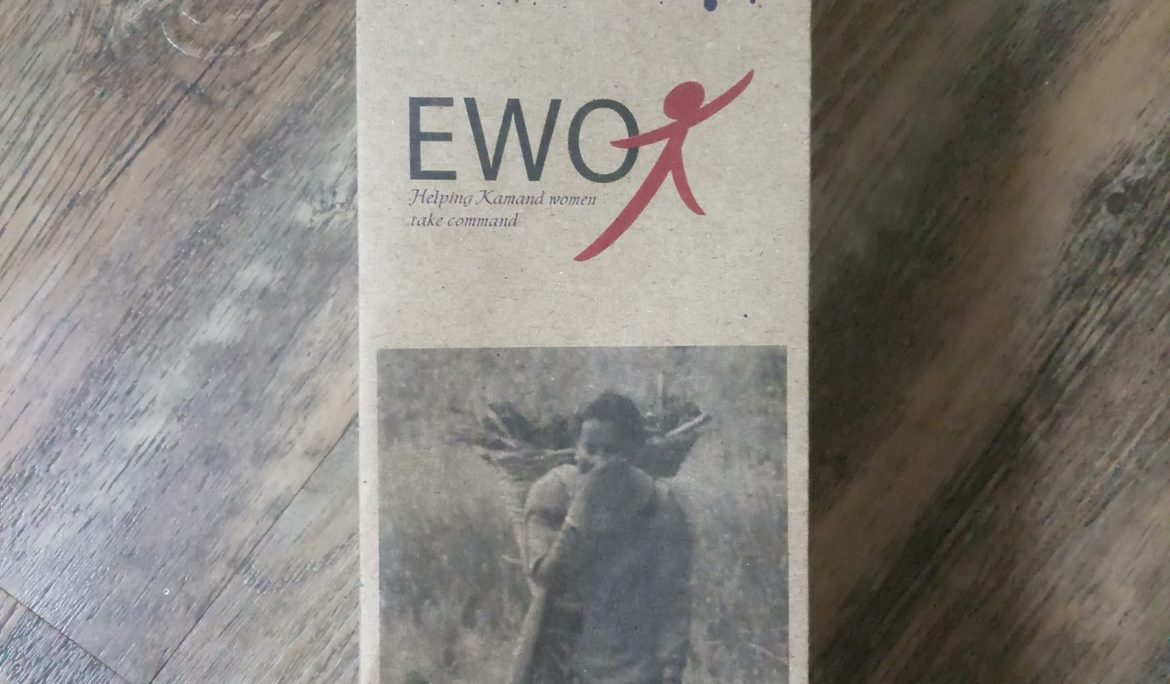 EWO
Helping Kamand women
take command